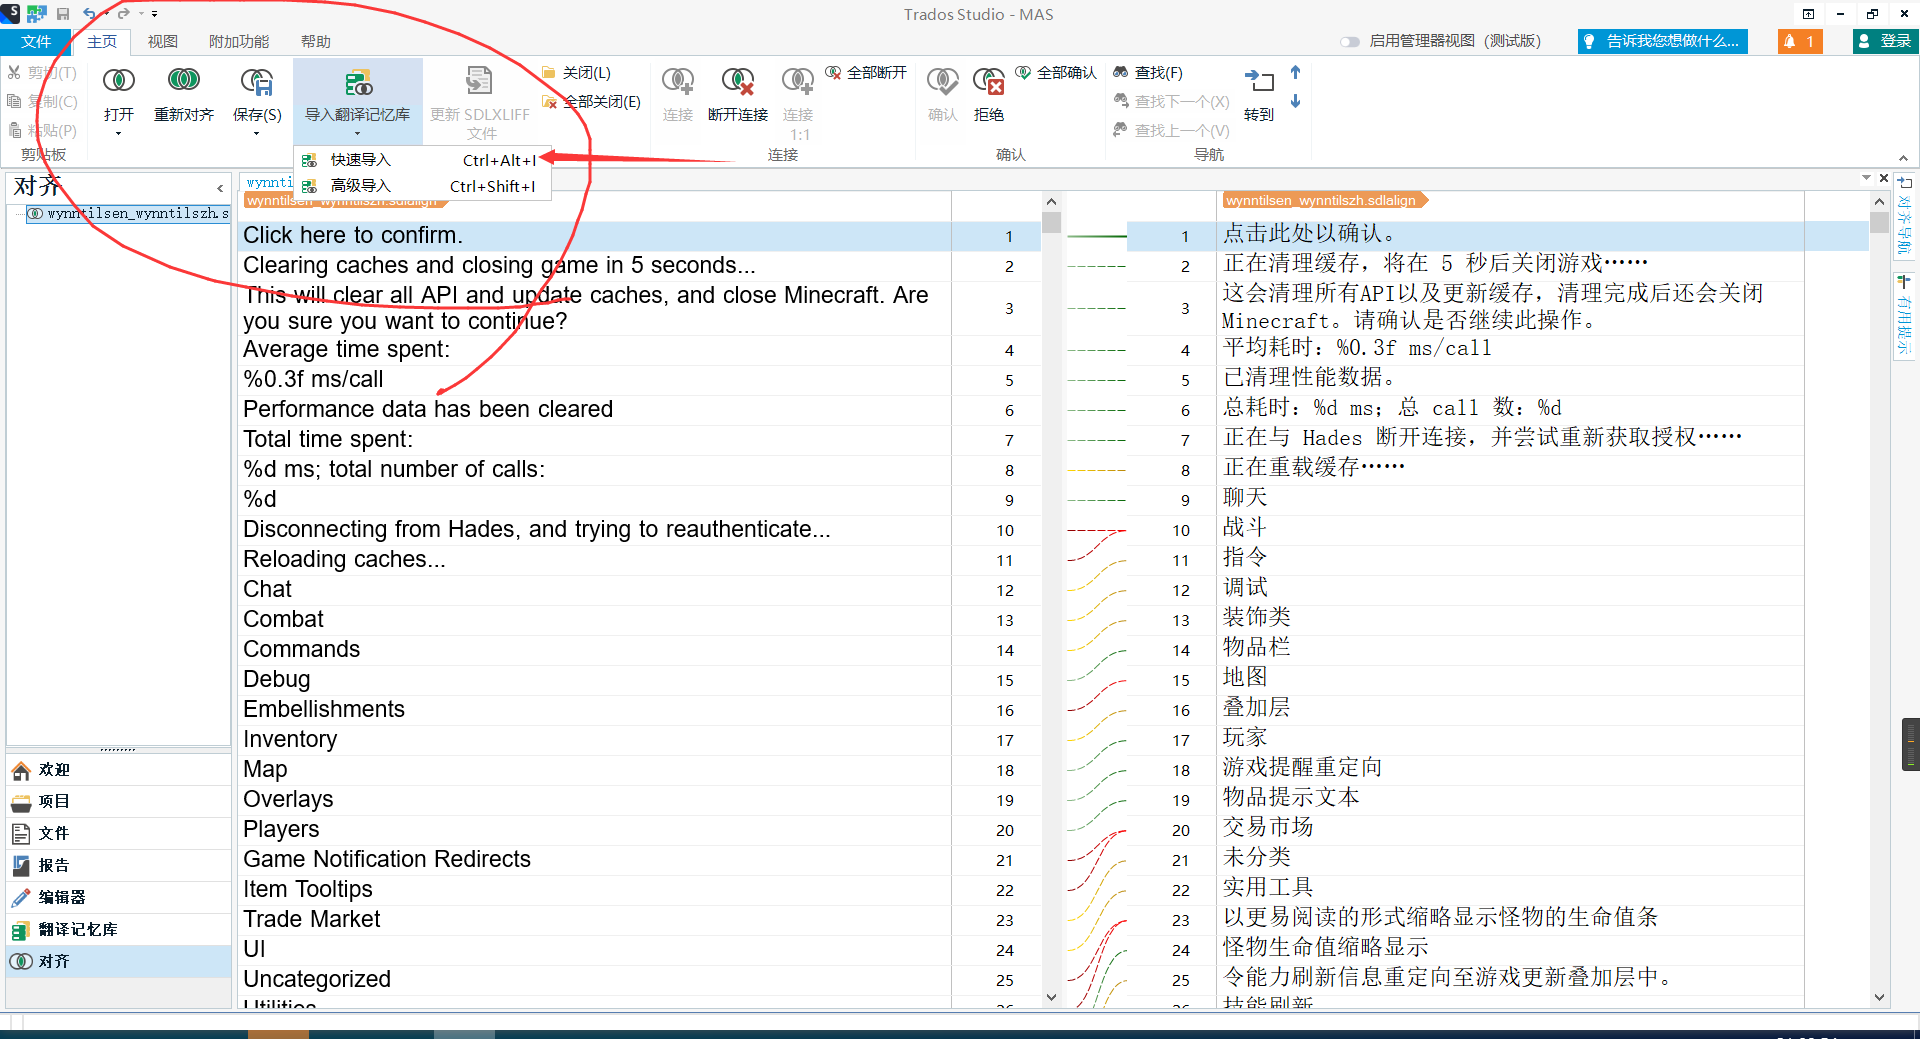 Trados Studio - MAS
文件 主页 视图 附加功能 帮助
启用管理器视图 (测试版)
告诉我您想做什么...
1
登录
剪切(T)
复制(C)
粘贴(P)
剪贴板
打开
重新对齐
保存(S)
导入翻译记忆库
更新 SDLXLIFF
文件
关闭(L)
全部关闭(E)
连接
断开连接
连接
1:1
全部断开
连接
确认
拒绝
全部确认
确认
查找(F)
查找下一个(X)
查找上一个(V)
转到
导航
快速导入 Ctrl+Alt+I
高级导入 Ctrl+Shift+I
对齐
wynntilsen_wynntilszh.s
wynnti
wynntilsen_wynntilszh.sdlalign
wynntilsen_wynntilszh.sdlalign
Click here to confirm. 1 1 点击此处以确认。
Clearing caches and closing game in 5 seconds... 2 2 正在清理缓存，将在 5 秒后关闭游戏……
This will clear all API and update caches, and close Minecraft. Are
you sure you want to continue? 3 3 这会清理所有API以及更新缓存，清理完成后还会关闭
Minecraft。请确认是否继续此操作。
Average time spent: 4 4 平均耗时：%0.3f ms/call
%0.3f ms/call 5 5 已清理性能数据。
Performance data has been cleared 6 6 总耗时：%d ms；总 call 数：%d
Total time spent: 7 7 正在与 Hades 断开连接，并尝试重新获取授权……
%d ms; total number of calls: 8 8 正在重载缓存……
%d 9 9 聊天
Disconnecting from Hades, and trying to reauthenticate... 10 10 战斗
Reloading caches... 11 11 指令
Chat 12 12 调试
Combat 13 13 装饰类
Commands 14 14 物品栏
Debug 15 15 地图
Embellishments 16 16 叠加层
Inventory 17 17 玩家
Map 18 18 游戏提醒重定向
Overlays 19 19 物品提示文本
Players 20 20 交易市场
Game Notification Redirects 21 21 未分类
Item Tooltips 22 22 实用工具
Trade Market 23 23 以更易阅读的形式缩略显示怪物的生命值条
UI 24 24 怪物生命值缩略显示
Uncategorized 25 25 令能力刷新信息重定向至游戏更新叠加层中。
Utilities 26 26 技能刷新
欢迎
项目
文件
报告
编辑器
翻译记忆库
对齐
对齐导航
有用提示